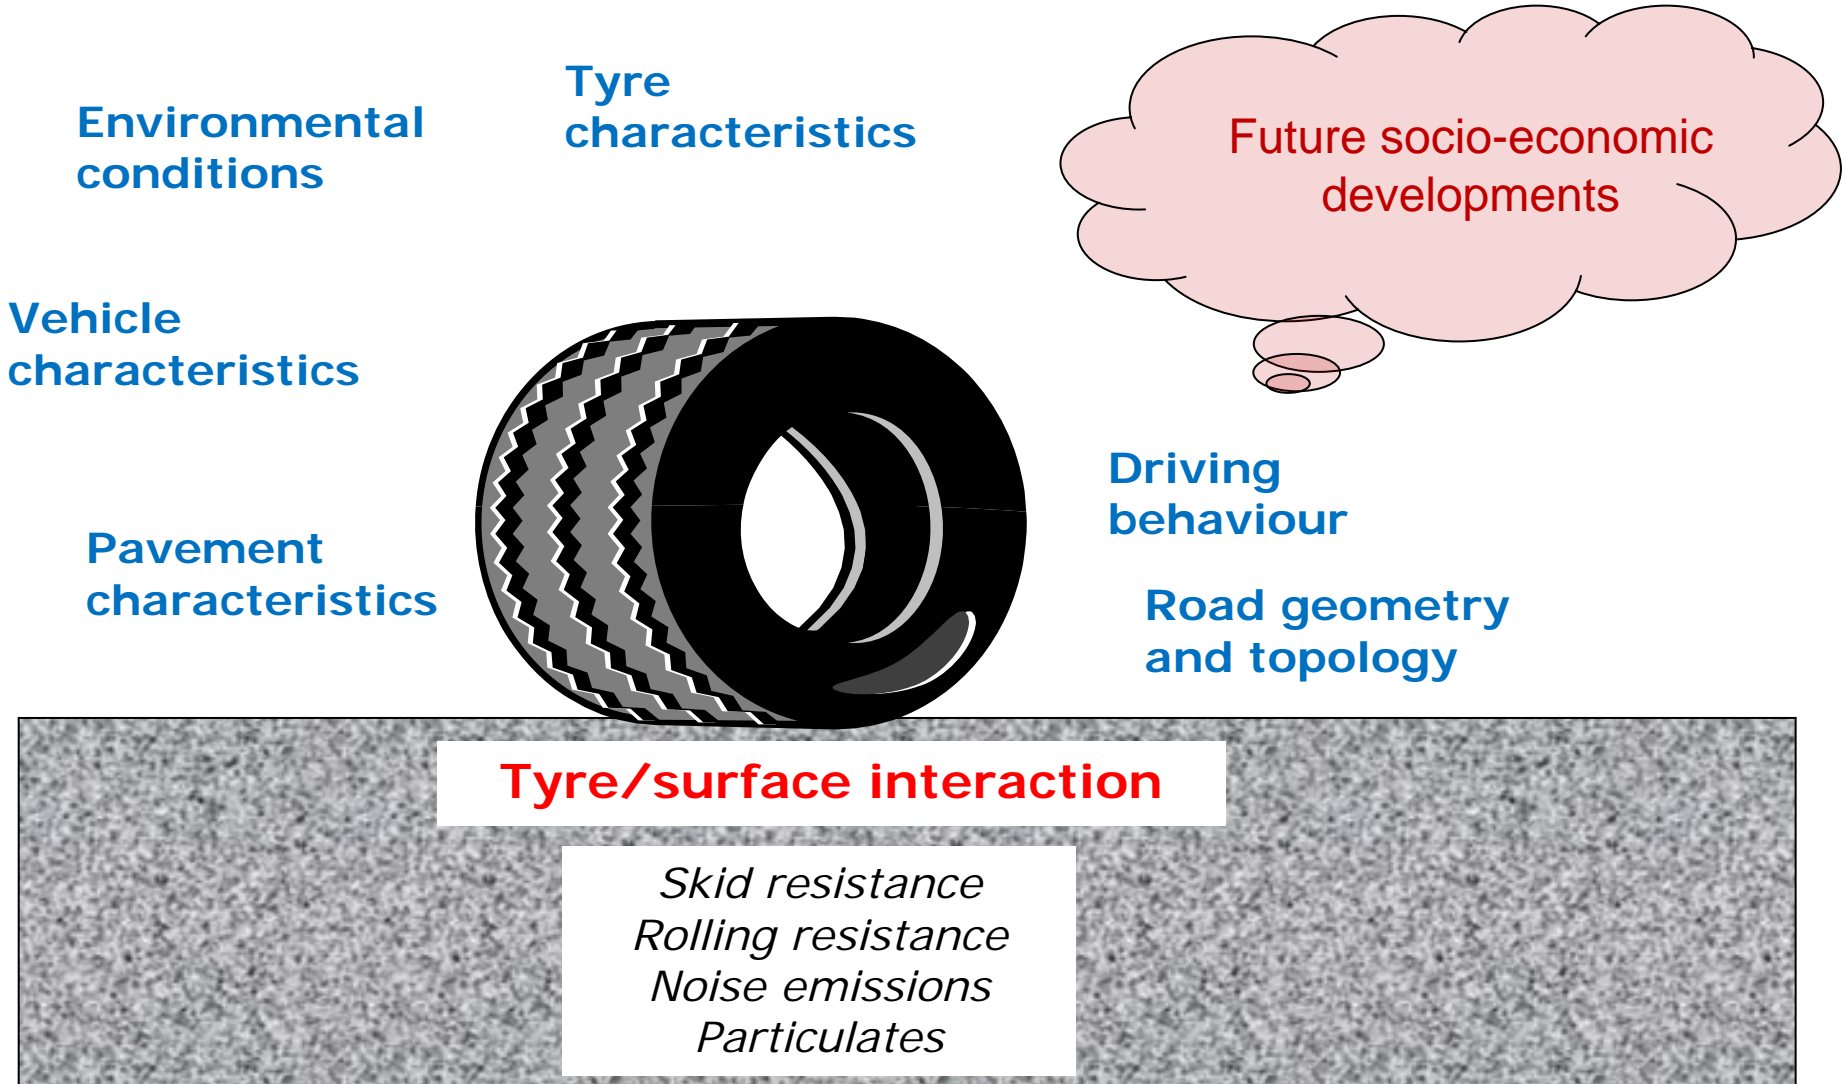 Tyre
characteristics
Environmental
conditions
Future socio-economic
developments
Vehicle
characteristics
Driving
behaviour
Pavement
characteristics
Road geometry
and topology
Tyre/surface interaction
Skid resistance
Rolling resistance
Noise emissions
Particulates